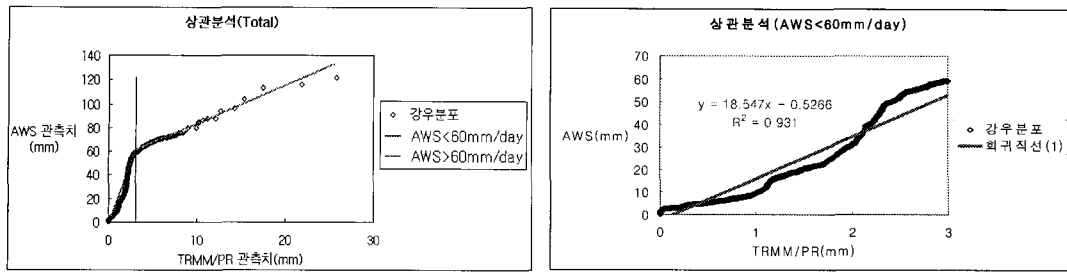 상관분석(Total)
140
120
100
80
60
40
20
0
AWS 관측치
(mm)
0
10
20
30
TRMM/PR 관측치(mm)
강우분포
AWS<60mm/day
AWS>60mm/day
상관분석(AWS<60mm/day)
70
60
50
40
30
20
10
0
AWS(mm)
y = 18.547x - 0.5266
R² = 0.931
0
1
2
3
TRMM/PR(mm)
강우분포
회귀직선(1)